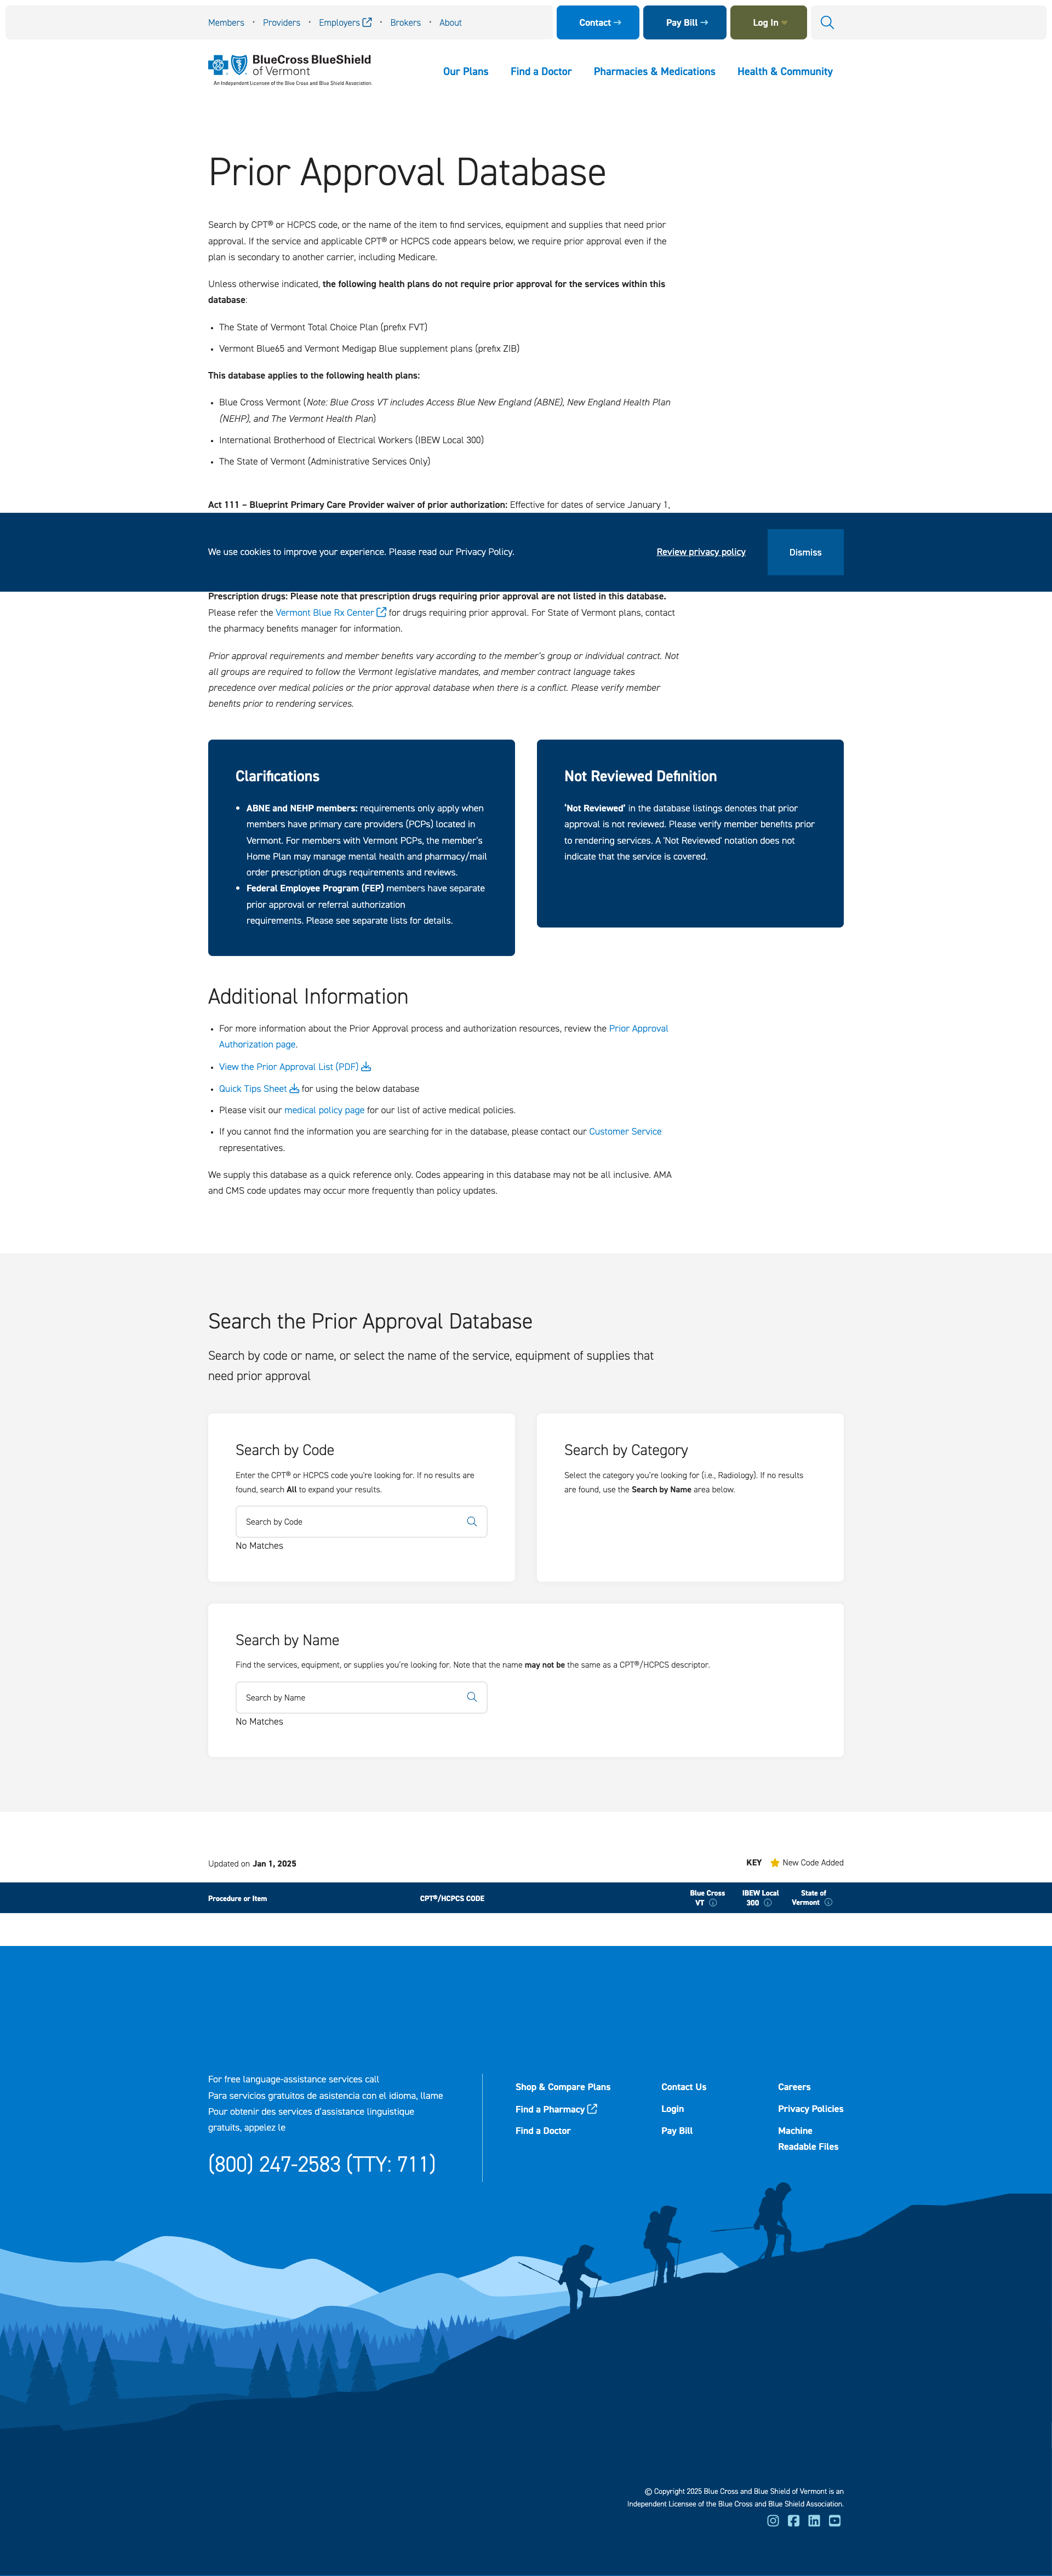 Members • Providers • Employers • Brokers • About
Contact
Pay Bill
Log In
BlueCross BlueShield
of Vermont
An Independent Licensee of the Blue Cross and Blue Shield Association.
Our Plans
Find a Doctor
Pharmacies & Medications
Health & Community
Prior Approval Database
Search by CPT® or HCPCS code, or the name of the item to find services, equipment and supplies that need prior
approval. If the service and applicable CPT® or HCPCS code appears below, we require prior approval even if the
plan is secondary to another carrier, including Medicare.
Unless otherwise indicated, the following health plans do not require prior approval for the services within this
database:
• The State of Vermont Total Choice Plan (prefix FVT)
• Vermont Blue65 and Vermont Medigap Blue supplement plans (prefix ZIB)
This database applies to the following health plans:
• Blue Cross Vermont (Note: Blue Cross VT includes Access Blue New England (ABNE), New England Health Plan
(NEHP), and The Vermont Health Plan)
• International Brotherhood of Electrical Workers (IBEW Local 300)
• The State of Vermont (Administrative Services Only)
Act 111 – Blueprint Primary Care Provider waiver of prior authorization: Effective for dates of service January 1,
We use cookies to improve your experience. Please read our Privacy Policy.
Review privacy policy
Dismiss
Prescription drugs: Please note that prescription drugs requiring prior approval are not listed in this database.
Please refer the Vermont Blue Rx Center for drugs requiring prior approval. For State of Vermont plans, contact
the pharmacy benefits manager for information.
Prior approval requirements and member benefits vary according to the member's group or individual contract. Not
all groups are required to follow the Vermont legislative mandates, and member contract language takes
precedence over medical policies or the prior approval database when there is a conflict. Please verify member
benefits prior to rendering services.
Clarifications
• ABNE and NEHP members: requirements only apply when
members have primary care providers (PCPs) located in
Vermont. For members with Vermont PCPs, the member's
Home Plan may manage mental health and pharmacy/mail
order prescription drugs requirements and reviews.
• Federal Employee Program (FEP) members have separate
prior approval or referral authorization
requirements. Please see separate lists for details.
Not Reviewed Definition
'Not Reviewed' in the database listings denotes that prior
approval is not reviewed. Please verify member benefits prior
to rendering services. A 'Not Reviewed' notation does not
indicate that the service is covered.
Additional Information
• For more information about the Prior Approval process and authorization resources, review the Prior Approval
Authorization page.
• View the Prior Approval List (PDF)
• Quick Tips Sheet for using the below database
• Please visit our medical policy page for our list of active medical policies.
• If you cannot find the information you are searching for in the database, please contact our Customer Service
representatives.
We supply this database as a quick reference only. Codes appearing in this database may not be all inclusive. AMA
and CMS code updates may occur more frequently than policy updates.
Search the Prior Approval Database
Search by code or name, or select the name of the service, equipment of supplies that
need prior approval
Search by Code
Enter the CPT® or HCPCS code you're looking for. If no results are
found, search All to expand your results.
Search by Code
No Matches
Search by Category
Select the category you're looking for (i.e., Radiology). If no results
are found, use the Search by Name area below.
Search by Name
Find the services, equipment, or supplies you're looking for. Note that the name may not be the same as a CPT®/HCPCS descriptor.
Search by Name
No Matches
Updated on Jan 1, 2025
KEY New Code Added
Procedure or Item
CPT®/HCPCS CODE
Blue Cross
VT
IBEW Local
300
State of
Vermont
For free language-assistance services call
Para servicios gratuitos de asistencia con el idioma, llame
Pour obtenir des services d'assistance linguistique
gratuits, appelez le
(800) 247-2583 (TTY: 711)
Shop & Compare Plans
Find a Pharmacy
Find a Doctor
Contact Us
Login
Pay Bill
Careers
Privacy Policies
Machine
Readable Files
© Copyright 2025 Blue Cross and Blue Shield of Vermont is an
Independent Licensee of the Blue Cross and Blue Shield Association.